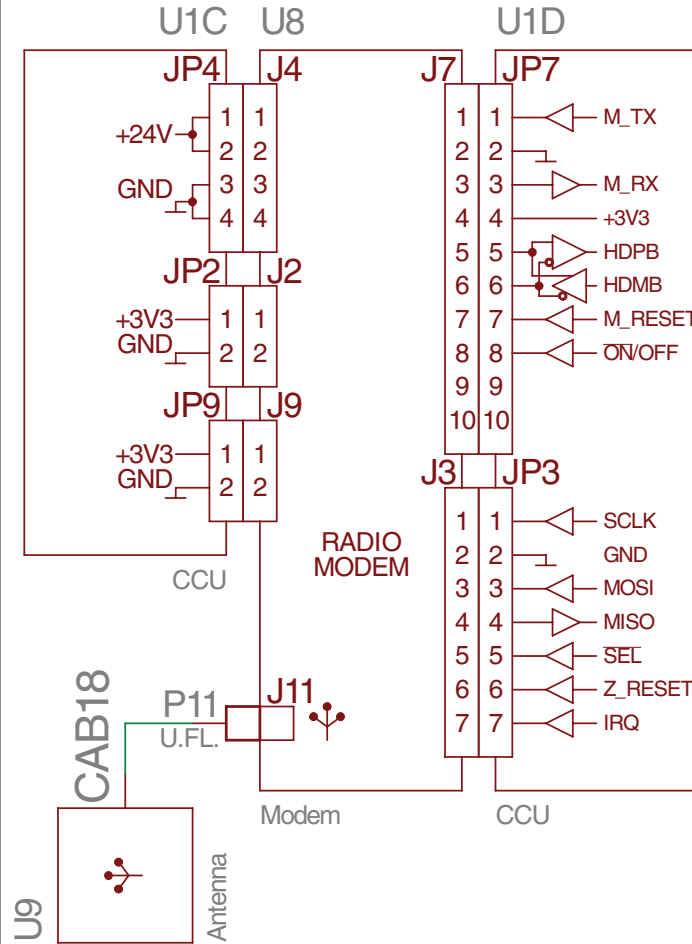 U1C U8 U1D
JP4 J4 J7 JP7
+24V 1 1 1 1 M_TX
2 2 2 2
GND 3 3 3 3 M_RX
4 4 4 4 +3V3
5 5 HDPB
JP2 J2 6 6 HDMB
+3V3 1 1 7 7 M_RESET
GND 2 2 8 8 ON/OFF
9 9
JP9 J9 10 10
+3V3 1 1
GND 2 2
J3 JP3
1 1 SCLK
RADIO
MODEM
2 2 GND
CCU
3 3 MOSI
4 4 MISO
5 5 SEL
6 6 Z_RESET
7 7 IRQ
CAB18
P11 J11
U.FL.
Modem CCU
U9
Antenna